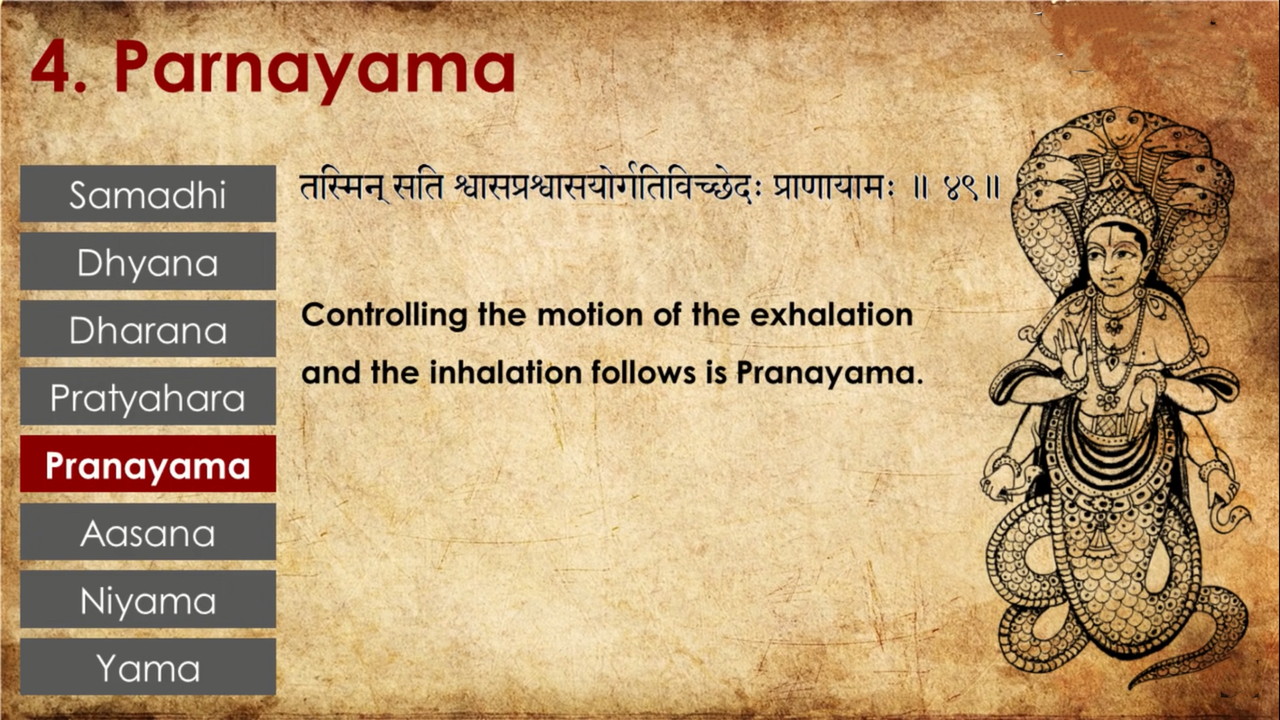 4. Parnayama
Samadhi
Dhyana
Dharana
Pratyahara
Pranayama
Aasana
Niyama
Yama
तस्मिन् सति श्वासप्रश्वासयोर्गतिविच्छेदः प्राणायामः ॥ ४९॥
Controlling the motion of the exhalation
and the inhalation follows is Pranayama.